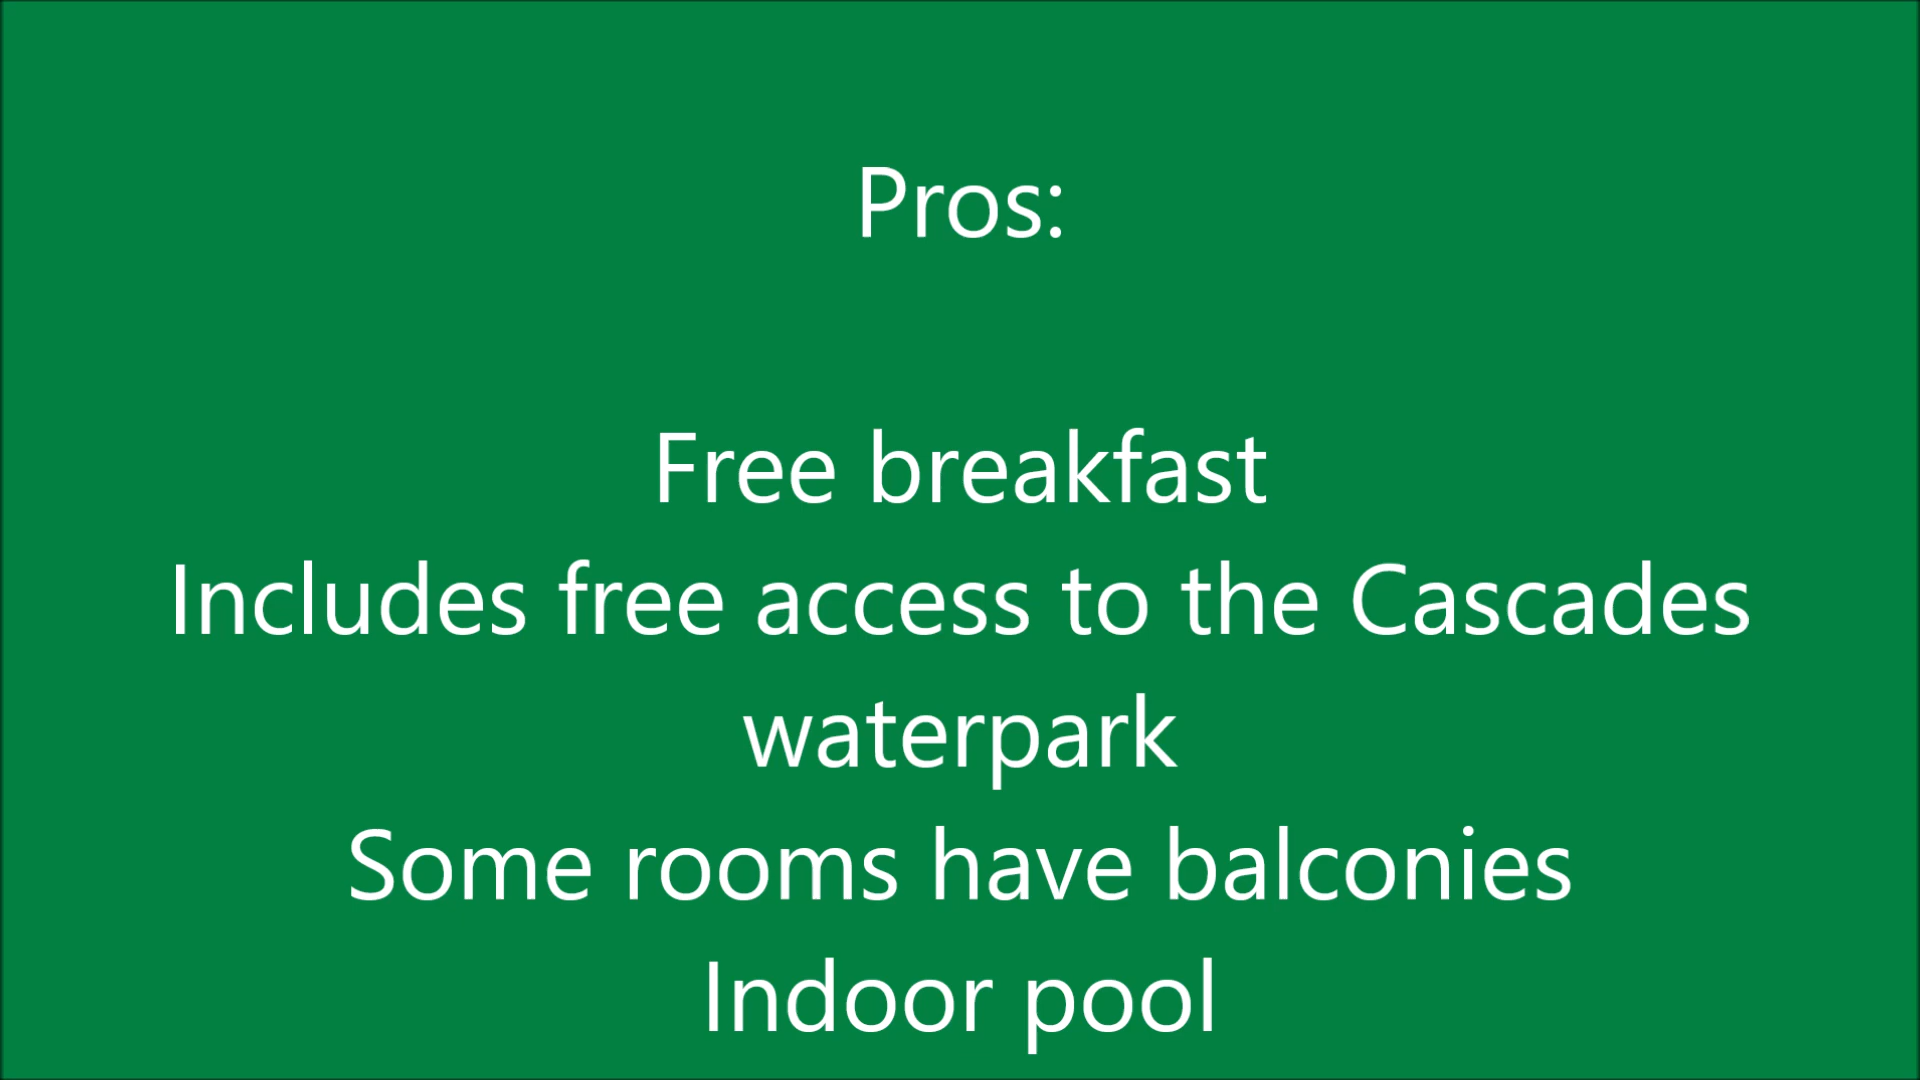 Pros:
Free breakfast
Includes free access to the Cascades
waterpark
Some rooms have balconies
Indoor pool